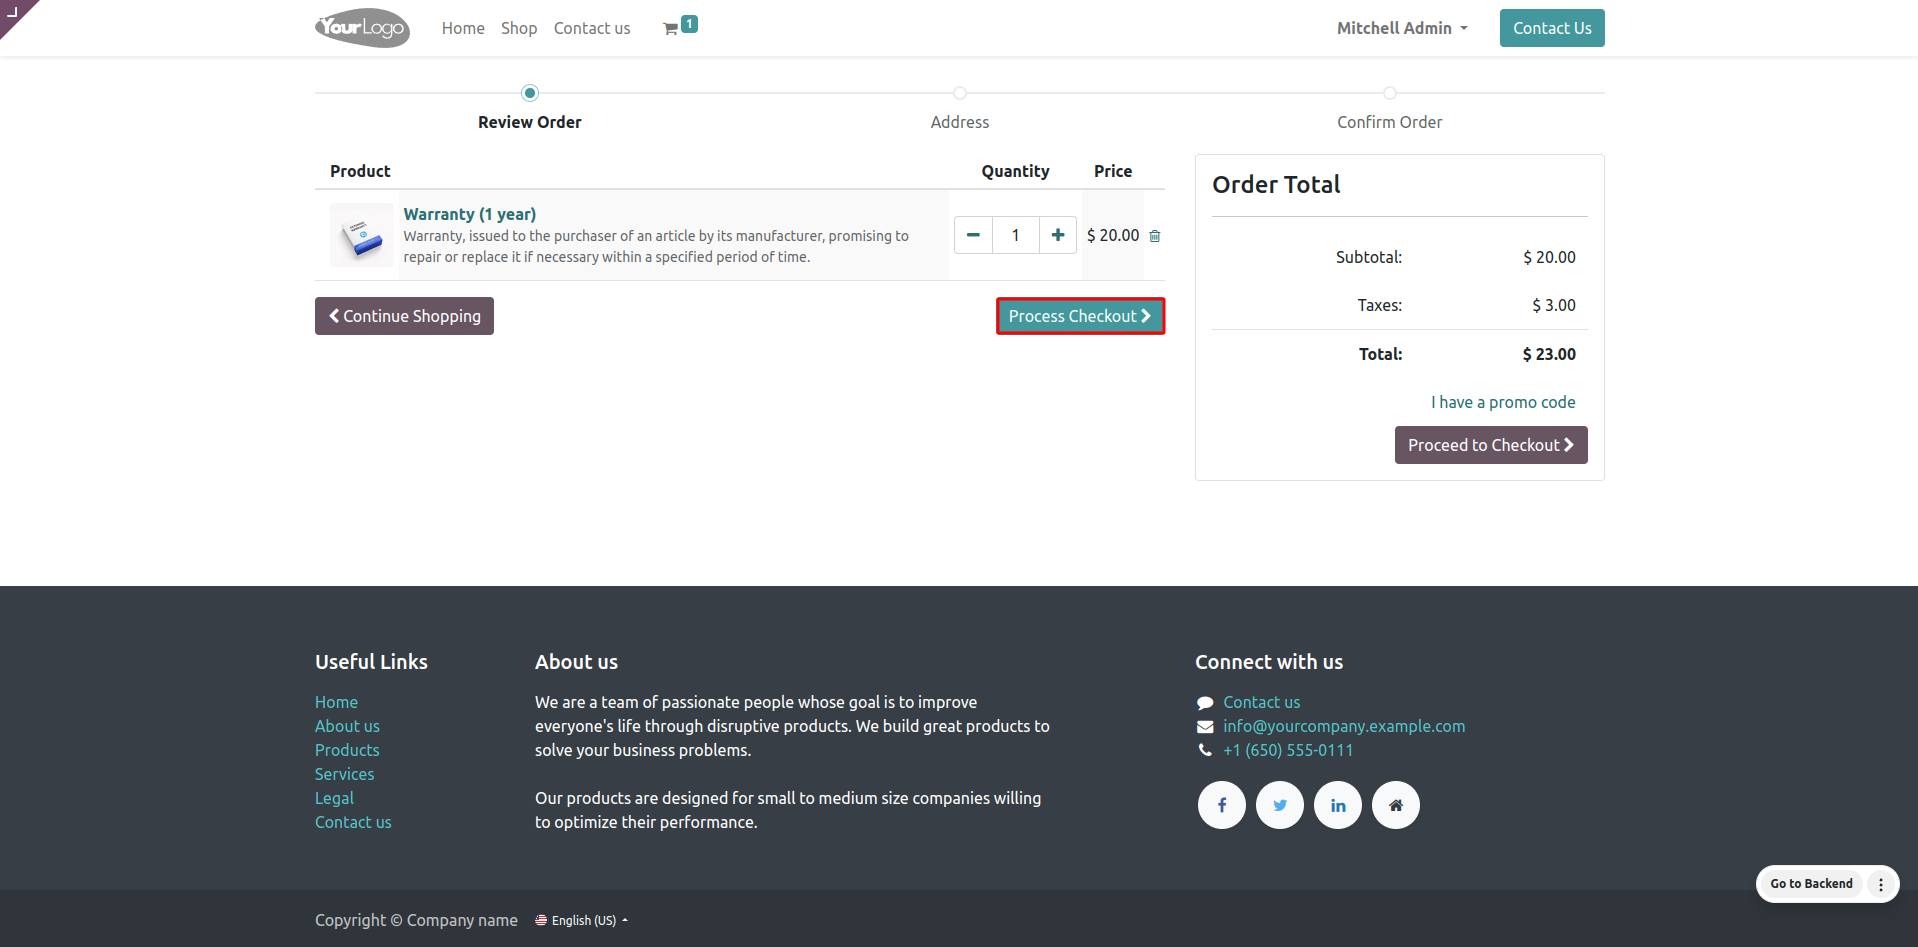 YourLogo
Home Shop Contact us 1
Mitchell Admin
Contact Us
Review Order
Address
Confirm Order
Product Quantity Price
Warranty (1 year)
Warranty, issued to the purchaser of an article by its manufacturer, promising to
repair or replace it if necessary within a specified period of time.
1
$ 20.00
Continue Shopping
Process Checkout
Order Total
Subtotal: $ 20.00
Taxes: $ 3.00
Total: $ 23.00
I have a promo code
Proceed to Checkout
Useful Links
Home
About us
Products
Services
Legal
Contact us
About us
We are a team of passionate people whose goal is to improve
everyone's life through disruptive products. We build great products to
solve your business problems.
Our products are designed for small to medium size companies willing
to optimize their performance.
Connect with us
Contact us
info@yourcompany.example.com
+1 (650) 555-0111
Go to Backend
Copyright © Company name
English (US)